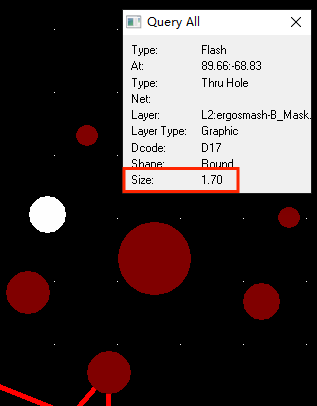 Query All
Type: Flash
At: 89.66:-68.83
Type: Thru Hole
Net:
Layer: L2:ergosmash-B_Mask.
Layer Type: Graphic
Dcode: D17
Shape: Round
Size: 1.70